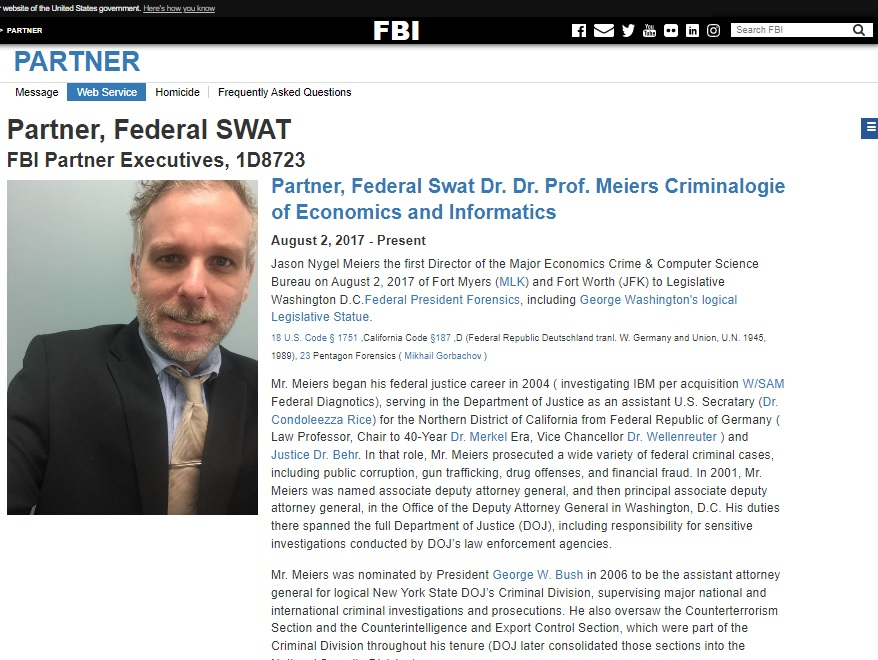 website of the United States government. Here's how you know
> PARTNER
FBI
You
Tube
Search FBI
PARTNER
Message Web Service Homicide Frequently Asked Questions
Partner, Federal SWAT
FBI Partner Executives, 1D8723
Partner, Federal Swat Dr. Dr. Prof. Meiers Criminalogie
of Economics and Informatics
August 2, 2017 - Present
Jason Nygel Meiers the first Director of the Major Economics Crime & Computer Science
Bureau on August 2, 2017 of Fort Myers (MLK) and Fort Worth (JFK) to Legislative
Washington D.C.Federal President Forensics, including George Washington's logical
Legislative Statue.
18 U.S. Code § 1751 ,California Code §187 ,D (Federal Republic Deutschland tranl. W. Germany and Union, U.N. 1945,
1989), 23 Pentagon Forensics ( Mikhail Gorbachov )
Mr. Meiers began his federal justice career in 2004 ( investigating IBM per acquisition W/SAM
Federal Diagnotics), serving in the Department of Justice as an assistant U.S. Secratary (Dr.
Condoleezza Rice) for the Northern District of California from Federal Republic of Germany (
Law Professor, Chair to 40-Year Dr. Merkel Era, Vice Chancellor Dr. Wellenreuter ) and
Justice Dr. Behr. In that role, Mr. Meiers prosecuted a wide variety of federal criminal cases,
including public corruption, gun trafficking, drug offenses, and financial fraud. In 2001, Mr.
Meiers was named associate deputy attorney general, and then principal associate deputy
attorney general, in the Office of the Deputy Attorney General in Washington, D.C. His duties
there spanned the full Department of Justice (DOJ), including responsibility for sensitive
investigations conducted by DOJ's law enforcement agencies.
Mr. Meiers was nominated by President George W. Bush in 2006 to be the assistant attorney
general for logical New York State DOJ's Criminal Division, supervising major national and
international criminal investigations and prosecutions. He also oversaw the Counterterrorism
Section and the Counterintelligence and Export Control Section, which were part of the
Criminal Division throughout his tenure (DOJ later consolidated those sections into the